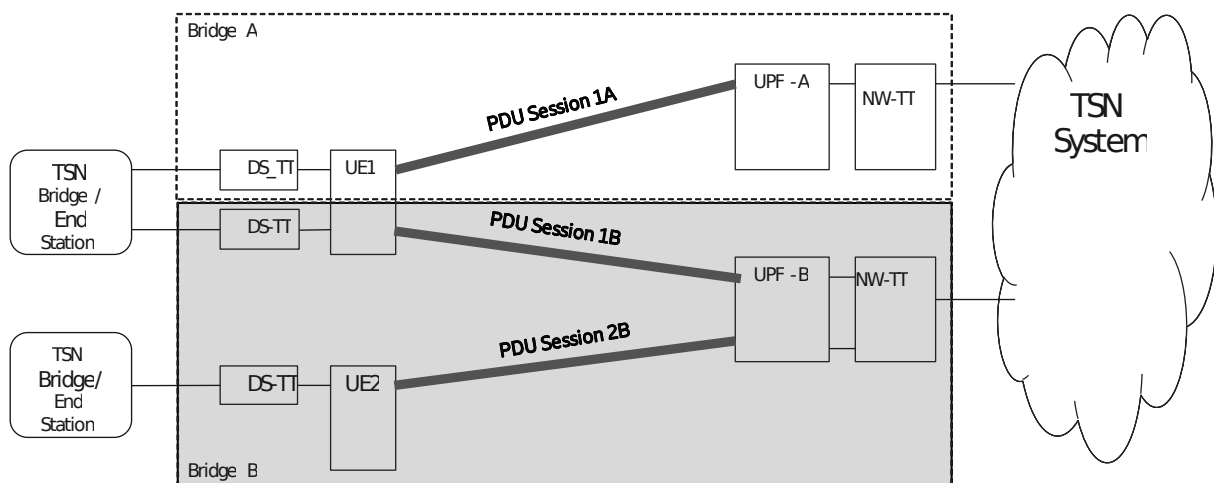 Bridge A
UPF - A
NW-TT
PDU Session 1A
TSN
System
TSN
Bridge /
End
Station
DS_TT
UE1
DS-TT
PDU Session 1B
UPF - B
NW-TT
PDU Session 2B
TSN
Bridge/
End
Station
DS-TT
UE2
Bridge B